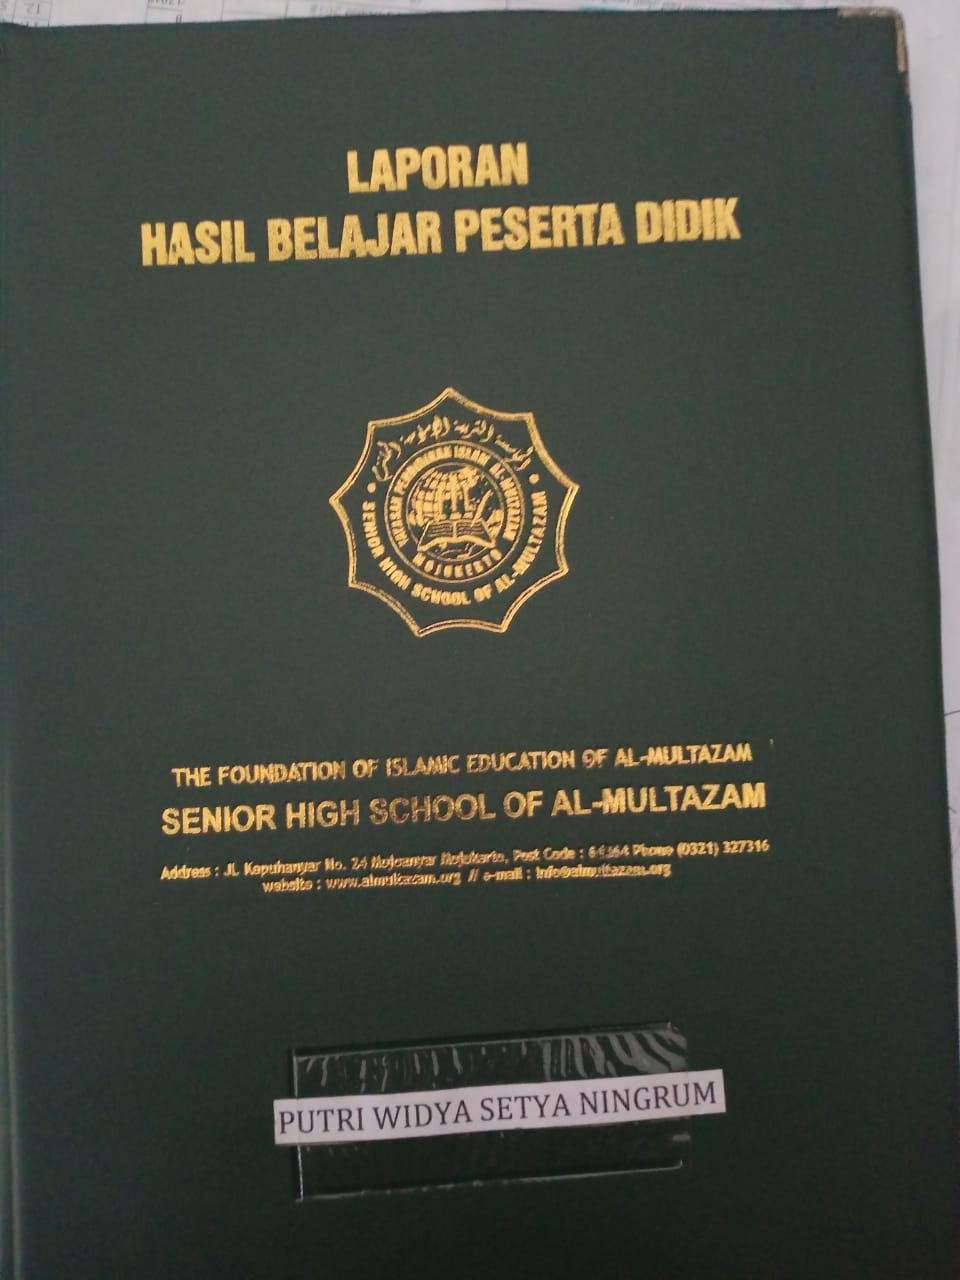 LAPORAN
HASIL BELAJAR PESERTA DIDIK
YAYASAN PENDIDIKAN ISLAM AL-MULTAZAM
MOJOKERTO
SENIOR HIGH SCHOOL OF AL-MULTAZAM
THE FOUNDATION OF ISLAMIC EDUCATION OF AL-MULTAZAM
SENIOR HIGH SCHOOL OF AL-MULTAZAM
Address : JL. Kepuhanyar No. 24 Mojoanyar Mojokerto, Post Code : Phone (0321) 327316
website : www.almultazam.org // e-mail : info@almultazam.org
PUTRI WIDYA SETYA NINGRUM